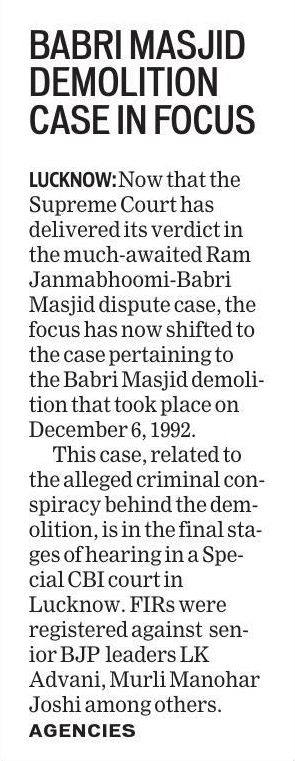 BABRI MASJID
DEMOLITION
CASE IN FOCUS
LUCKNOW: Now that the
Supreme Court has
delivered its verdict in
the much-awaited Ram
Janmabhoomi-Babri
Masjid dispute case, the
focus has now shifted to
the case pertaining to
the Babri Masjid demoli-
tion that took place on
December 6, 1992.
This case, related to
the alleged criminal con-
spiracy behind the dem-
olition, is in the final sta-
ges of hearing in a Spe-
cial CBI court in
Lucknow. FIRs were
registered against sen-
ior BJP leaders LK
Advani, Murli Manohar
Joshi among others.
AGENCIES